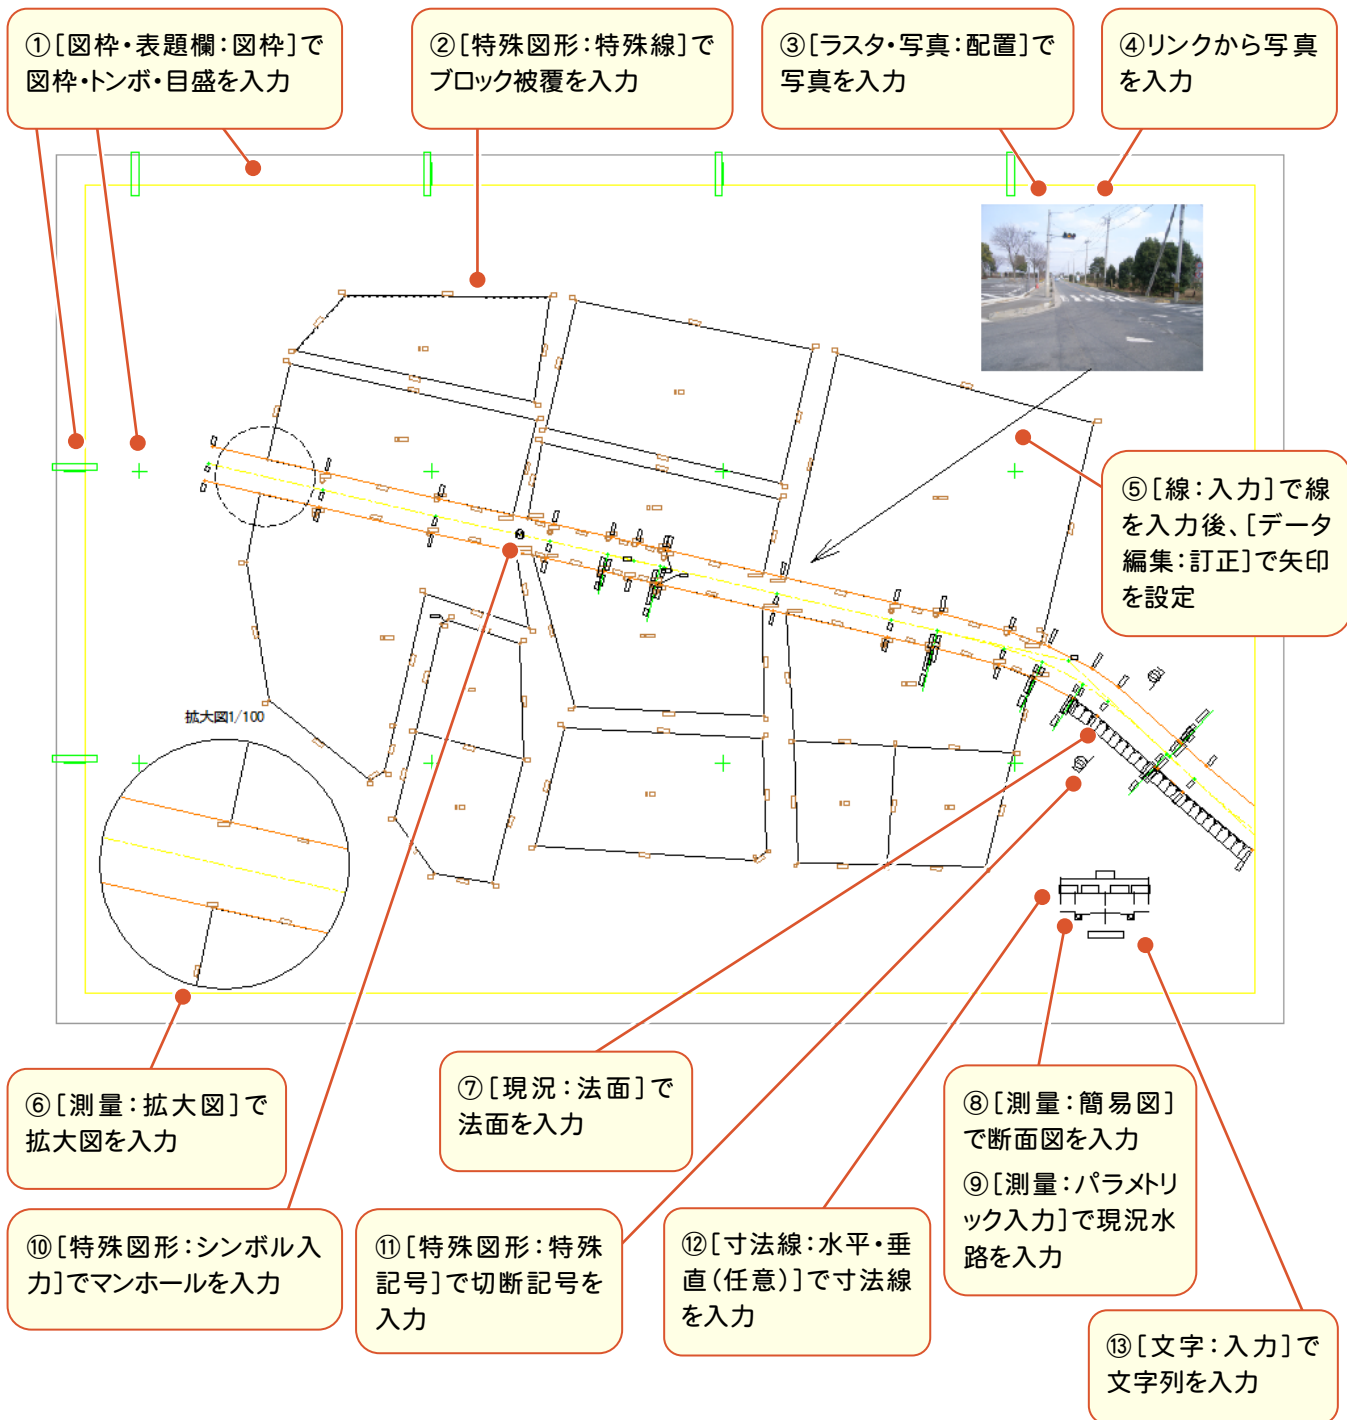 ①[図枠・表題欄：図枠]で
図枠・トンボ・目盛を入力
②[特殊図形：特殊線]で
ブロック被覆を入力
③[ラスタ・写真：配置]で
写真を入力
④リンクから写真
を入力
⑤[線：入力]で線
を入力後、[データ
編集：訂正]で矢印
を設定
拡大図1/100
⑥[測量：拡大図]で
拡大図を入力
⑦[現況：法面]で
法面を入力
⑧[測量：簡易図]
で断面図を入力
⑨[測量：パラメトリ
ック入力]で現況水
路を入力
⑩[特殊図形：シンボル入
力]でマンホールを入力
⑪[特殊図形：特殊
記号]で切断記号を
入力
⑫[寸法線：水平・垂
直(任意)]で寸法線
を入力
⑬[文字：入力]で
文字列を入力